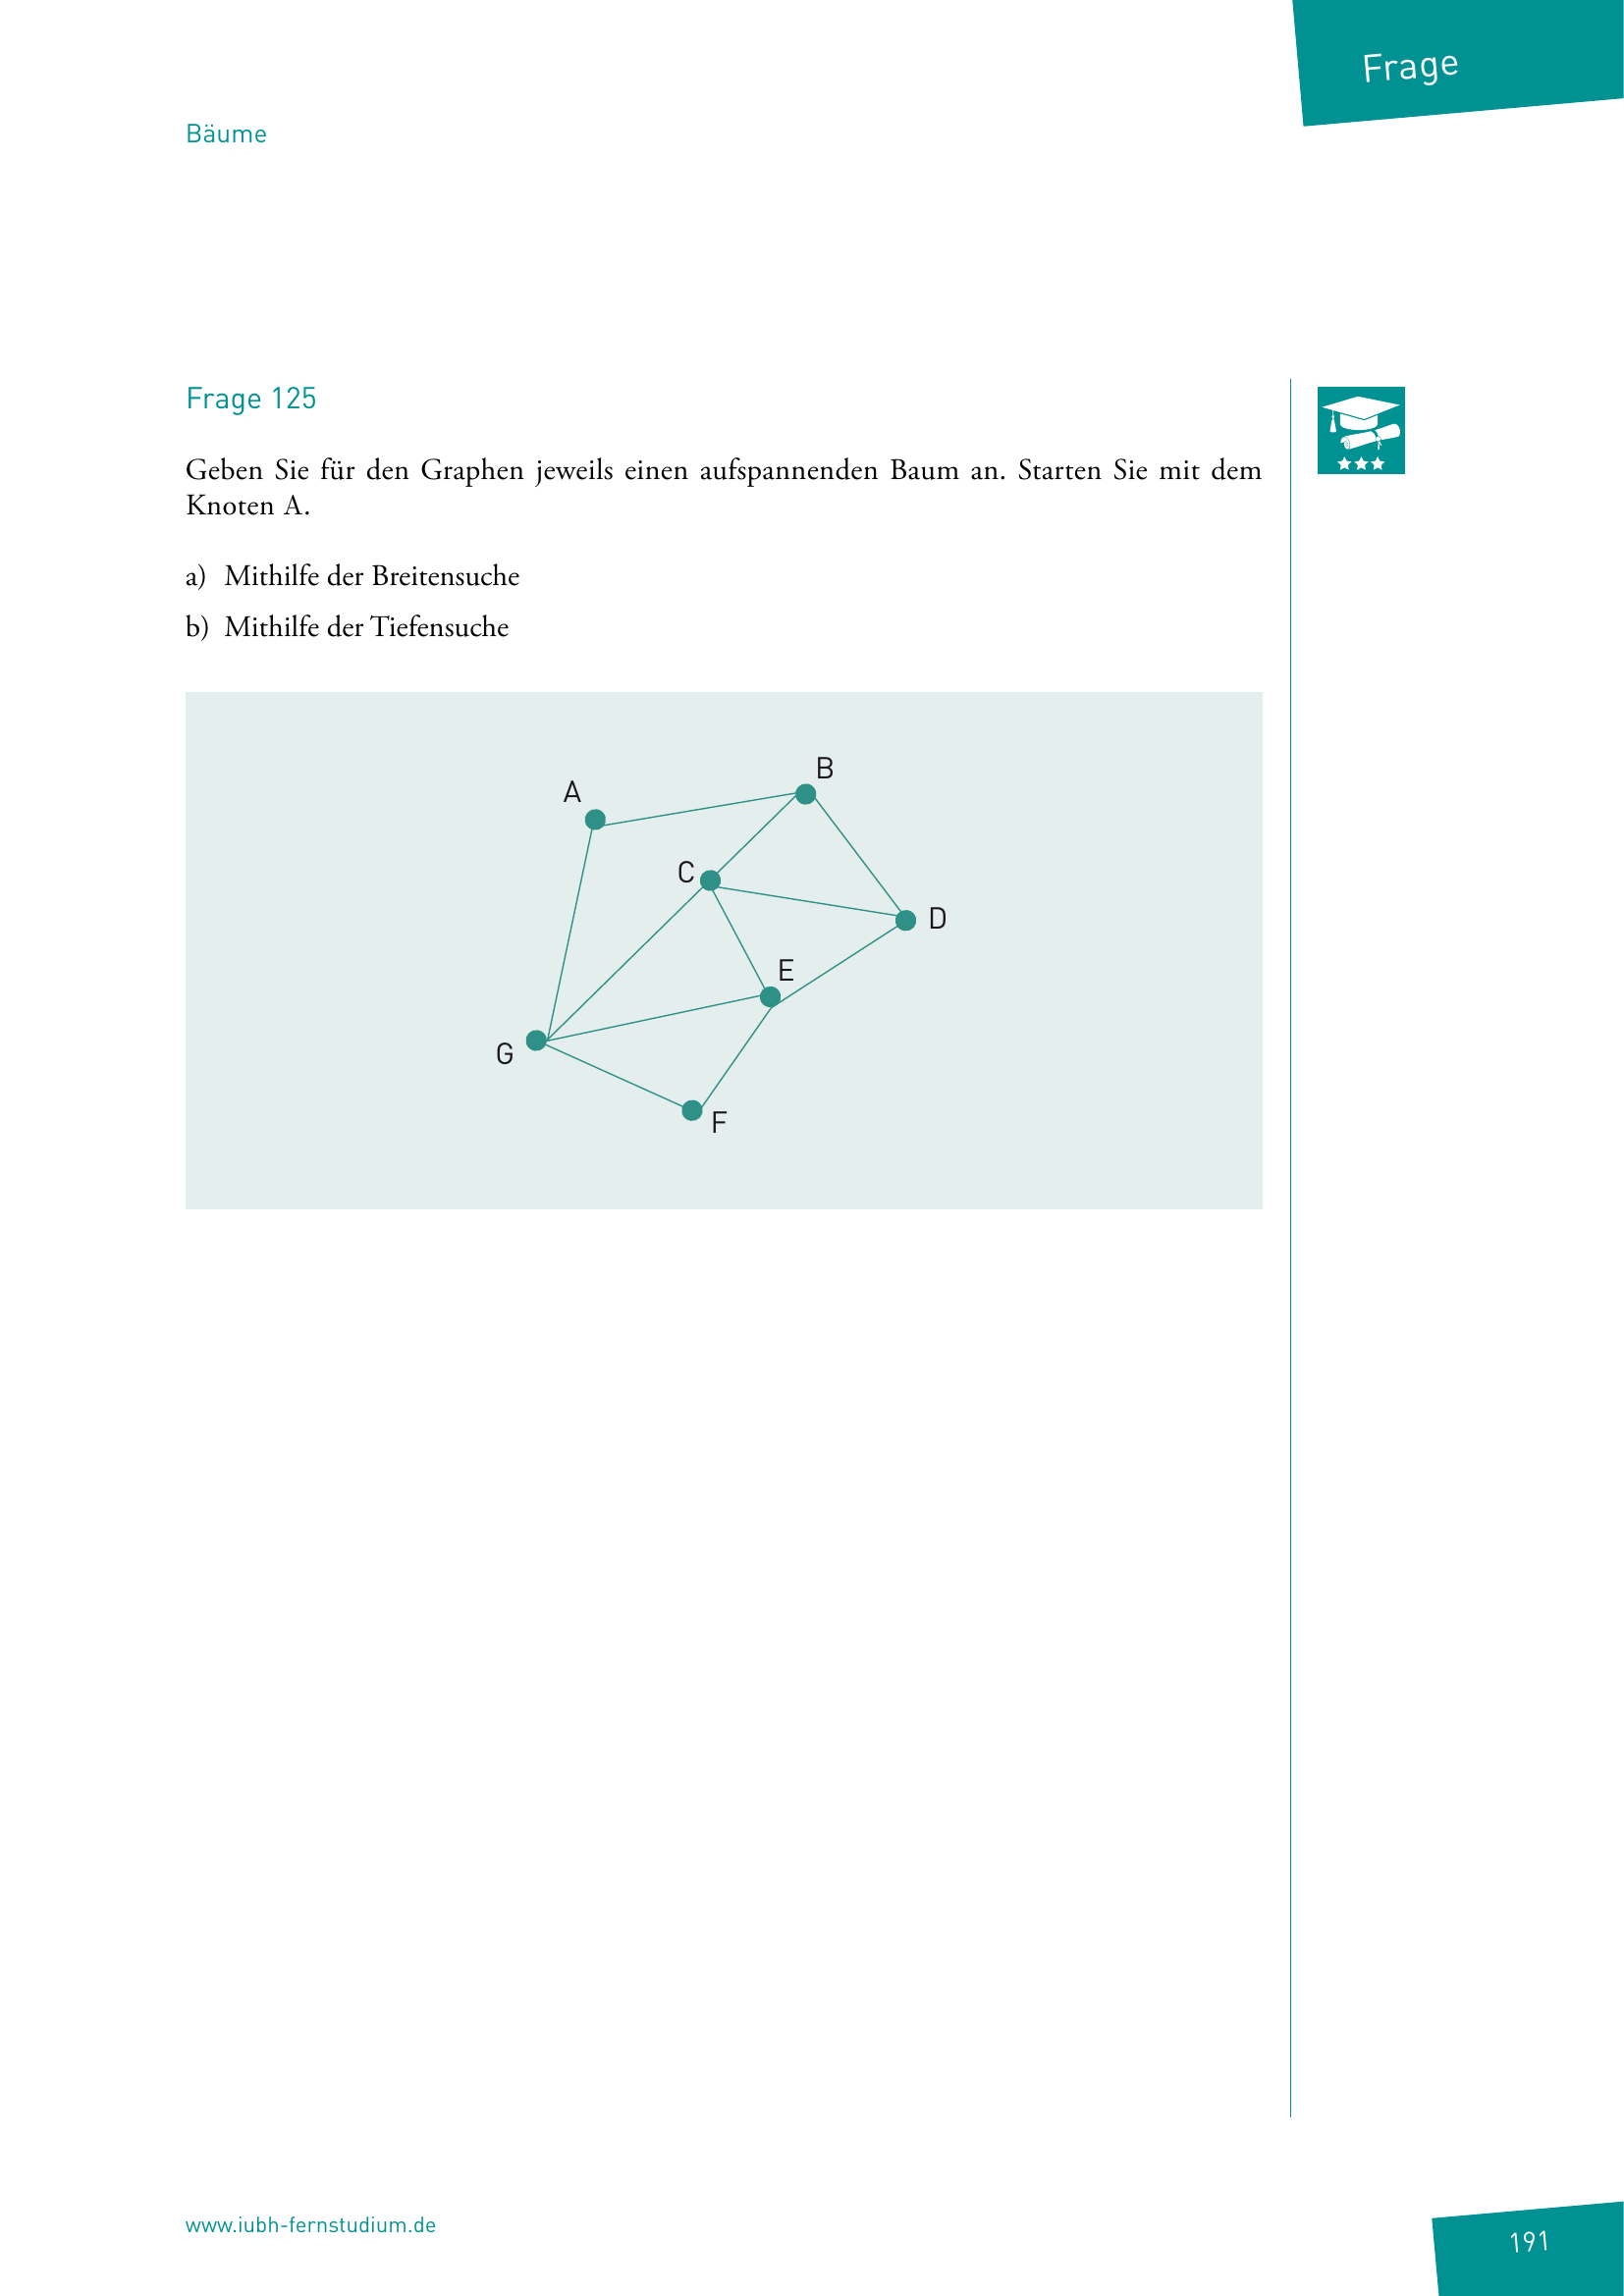 Frage
Bäume
Frage 125
Geben Sie für den Graphen jeweils einen aufspannenden Baum an. Starten Sie mit dem
Knoten A.
a) Mithilfe der Breitensuche
b) Mithilfe der Tiefensuche
B
A
C
D
E
G
F
www.iubh-fernstudium.de
191